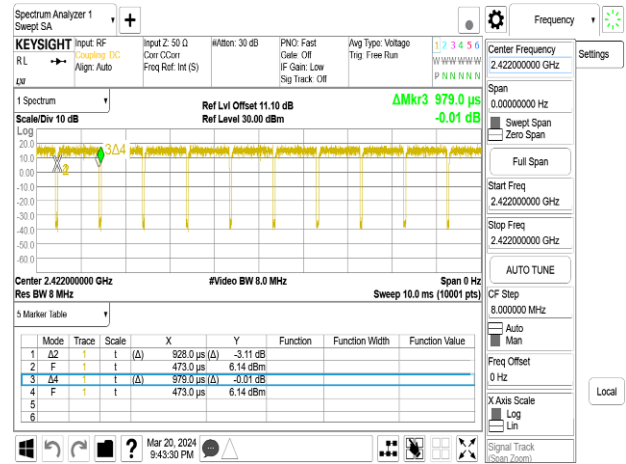 Spectrum Analyzer 1
Swept SA
+
Frequency
KEYSIGHT
RL
Input: RF
Coupling: DC
Align: Auto
Input Z: 50 Ω
Corr CCorr
Freq Ref: Int (S)
#Atten: 30 dB
PNO: Fast
Gate: Off
IF Gain: Low
Sig Track: Off
Avg Type: Voltage
Trig: Free Run
1 2 3 4 5 6
W W W W W W
P N N N N N
1 Spectrum
Scale/Div 10 dB
Ref Lvl Offset 11.10 dB
Ref Level 30.00 dBm
ΔMkr3 979.0 µs
-0.01 dB
Log
20.0
10.0
0.00
-10.0
-20.0
-30.0
-40.0
-50.0
-60.0
3Δ4
Center 2.422000000 GHz
Res BW 8 MHz
#Video BW 8.0 MHz
Span 0 Hz
Sweep 10.0 ms (10001 pts)
5 Marker Table
Mode Trace Scale X Y Function Function Width Function Value
1 Δ2 1 t (Δ) 928.0 µs (Δ) -3.11 dB
2 F 1 t 473.0 µs 6.14 dBm
3 Δ4 1 t (Δ) 979.0 µs (Δ) -0.01 dB
4 F 1 t 473.0 µs 6.14 dBm
5
6
?
Mar 20, 2024
9:43:30 PM
Center Frequency
2.422000000 GHz
Span
0.00000000 Hz
Swept Span
Zero Span
Full Span
Start Freq
2.422000000 GHz
Stop Freq
2.422000000 GHz
AUTO TUNE
CF Step
8.000000 MHz
Auto
Man
Freq Offset
0 Hz
X Axis Scale
Log
Lin
Signal Track
(Span Zoom)
Settings
Local